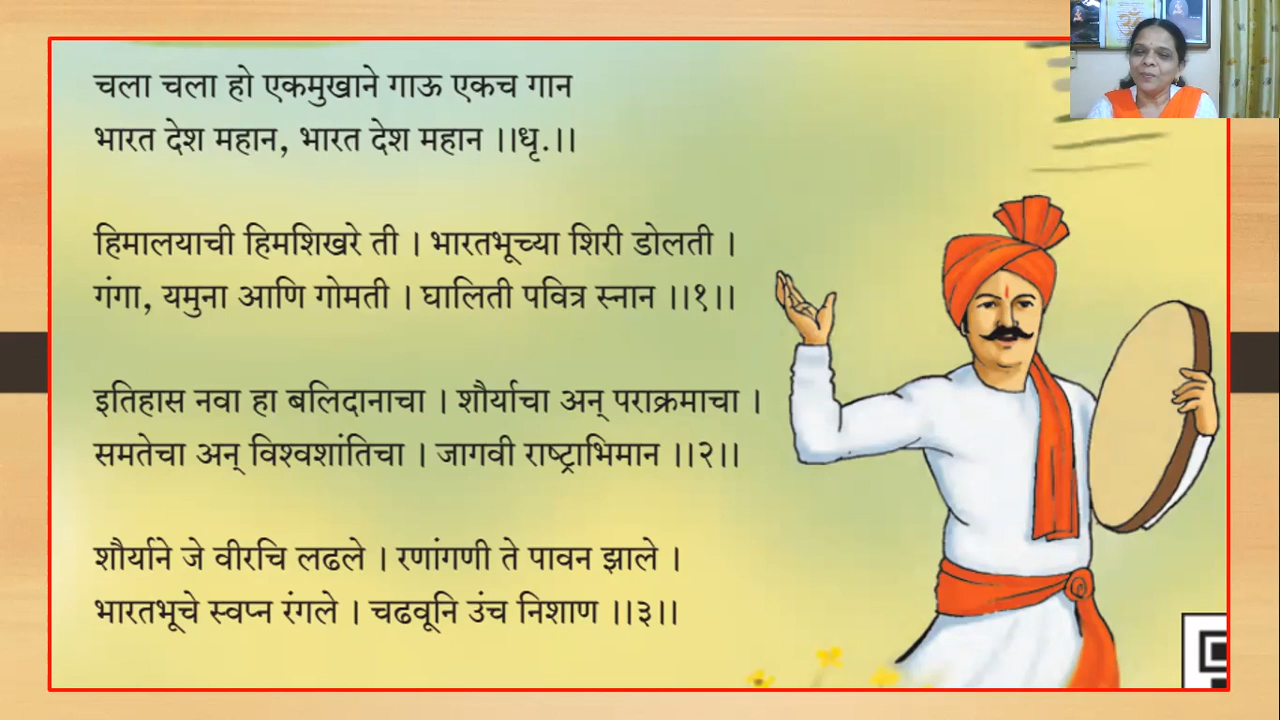 चला चला हो एकमुखाने गाऊ एकच गान
भारत देश महान, भारत देश महान ।।धृ.।।
हिमालयाची हिमशिखरे ती । भारतभूच्या शिरी डोलती ।
गंगा, यमुना आणि गोमती । घालिती पवित्र स्नान ।।१।।
इतिहास नवा हा बलिदानाचा । शौर्याचा अन् पराक्रमाचा ।
समतेचा अन् विश्वशांतिचा । जागवी राष्ट्राभिमान ।।२।।
शौर्याने जे वीरचि लढले । रणांगणी ते पावन झाले ।
भारतभूचे स्वप्न रंगले । चढवूनि उंच निशाण ।।३।।